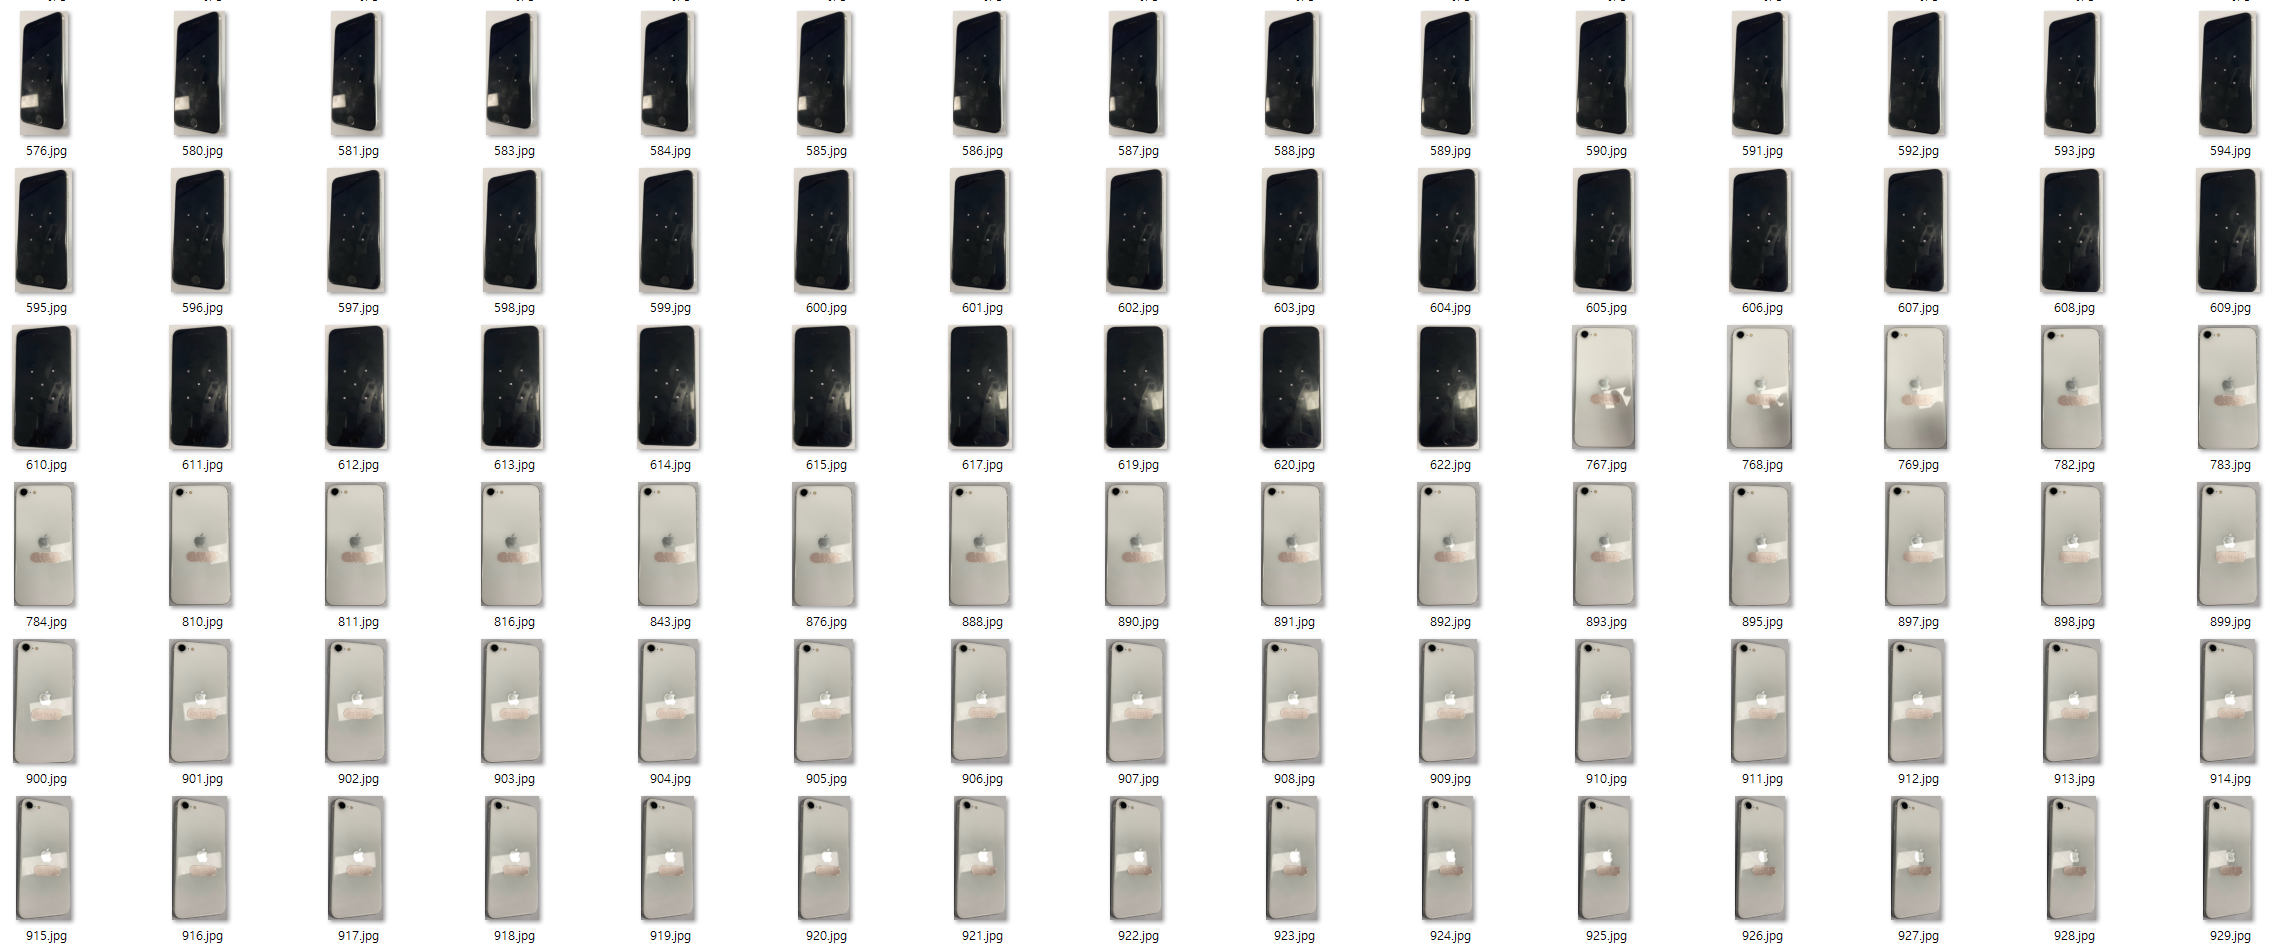 576.jpg 580.jpg 581.jpg 583.jpg 584.jpg 585.jpg 586.jpg 587.jpg 588.jpg 589.jpg 590.jpg 591.jpg 592.jpg 593.jpg 594.jpg
595.jpg 596.jpg 597.jpg 598.jpg 599.jpg 600.jpg 601.jpg 602.jpg 603.jpg 604.jpg 605.jpg 606.jpg 607.jpg 608.jpg 609.jpg
610.jpg 611.jpg 612.jpg 613.jpg 614.jpg 615.jpg 617.jpg 619.jpg 620.jpg 622.jpg 767.jpg 768.jpg 769.jpg 782.jpg 783.jpg
784.jpg 810.jpg 811.jpg 816.jpg 843.jpg 876.jpg 888.jpg 890.jpg 891.jpg 892.jpg 893.jpg 895.jpg 897.jpg 898.jpg 899.jpg
900.jpg 901.jpg 902.jpg 903.jpg 904.jpg 905.jpg 906.jpg 907.jpg 908.jpg 909.jpg 910.jpg 911.jpg 912.jpg 913.jpg 914.jpg
915.jpg 916.jpg 917.jpg 918.jpg 919.jpg 920.jpg 921.jpg 922.jpg 923.jpg 924.jpg 925.jpg 926.jpg 927.jpg 928.jpg 929.jpg